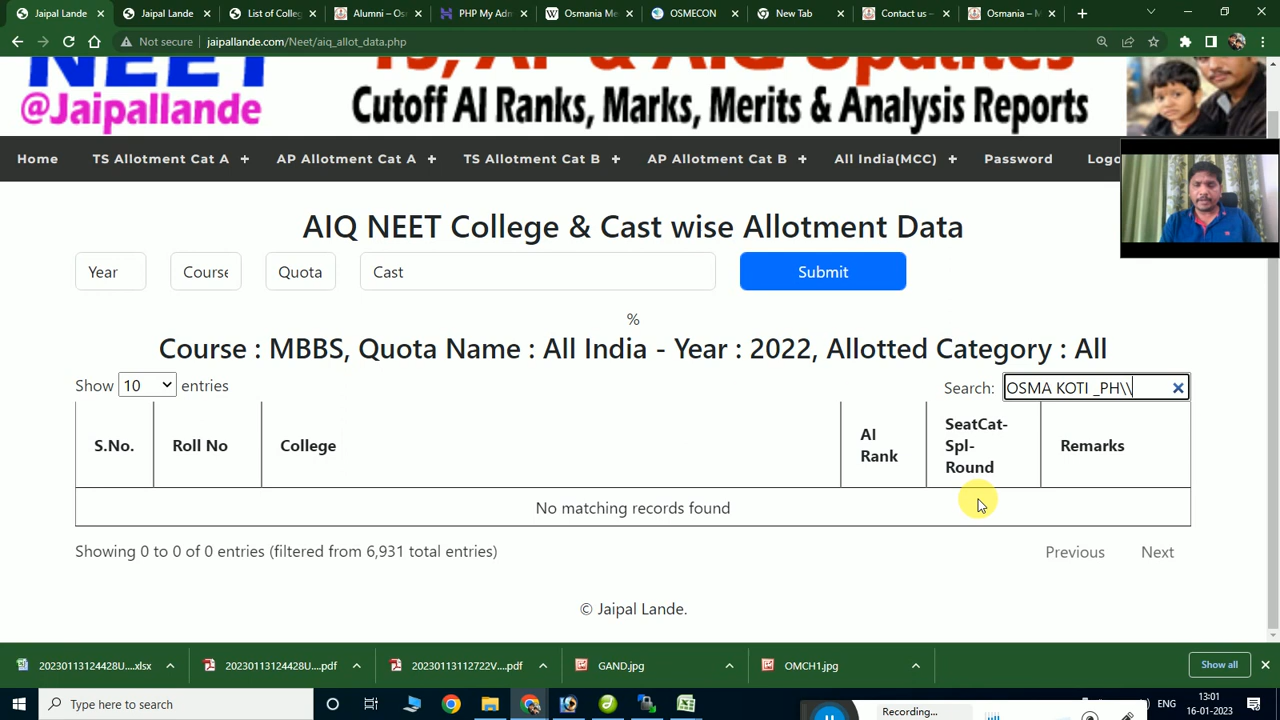 Jaipal Lande
Jaipal Lande
List of Colleg
Alumni – Os
PHP My Adm
Osmania Me
OSMECON
New Tab
Contact us –
Osmania – M
Not secure
jaipallande.com/Neet/aiq_allot_data.php
NEET
@Jaipallande
TS, AP & AIQ Updates
Cutoff AI Ranks, Marks, Merits & Analysis Reports
Home
TS Allotment Cat A +
AP Allotment Cat A +
TS Allotment Cat B +
AP Allotment Cat B +
All India(MCC) +
Password
Logo
AIQ NEET College & Cast wise Allotment Data
Year
Course
Quota
Cast
Submit
%
Course : MBBS, Quota Name : All India - Year : 2022, Allotted Category : All
Show 10 entries
Search: OSMA KOTI _PH\\
S.No.
Roll No
College
AI
Rank
SeatCat-
Spl-
Round
Remarks
No matching records found
Showing 0 to 0 of 0 entries (filtered from 6,931 total entries)
Previous
Next
© Jaipal Lande.
20230113124428U....xlsx
20230113124428U....pdf
20230113112722V....pdf
GAND.jpg
OMCH1.jpg
Show all
Type here to search
Recording...
ENG
13:01
16-01-2023